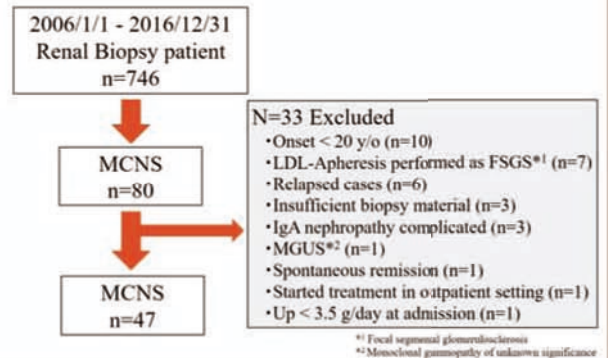 2006/1/1 - 2016/12/31
Renal Biopsy patient
n=746
MCNS
n=80
N=33 Excluded
・Onset < 20 y/o (n=10)
・LDL-Apheresis performed as FSGS*1 (n=7)
・Relapsed cases (n=6)
・Insufficient biopsy material (n=3)
・IgA nephropathy complicated (n=3)
・MGUS*2 (n=1)
・Spontaneous remission (n=1)
・Started treatment in outpatient setting (n=1)
・Up < 3.5 g/day at admission (n=1)
MCNS
n=47
*1 Focal segmenal glomerulosclerosis
*2 Monoclonal gammopathy of unknown significance